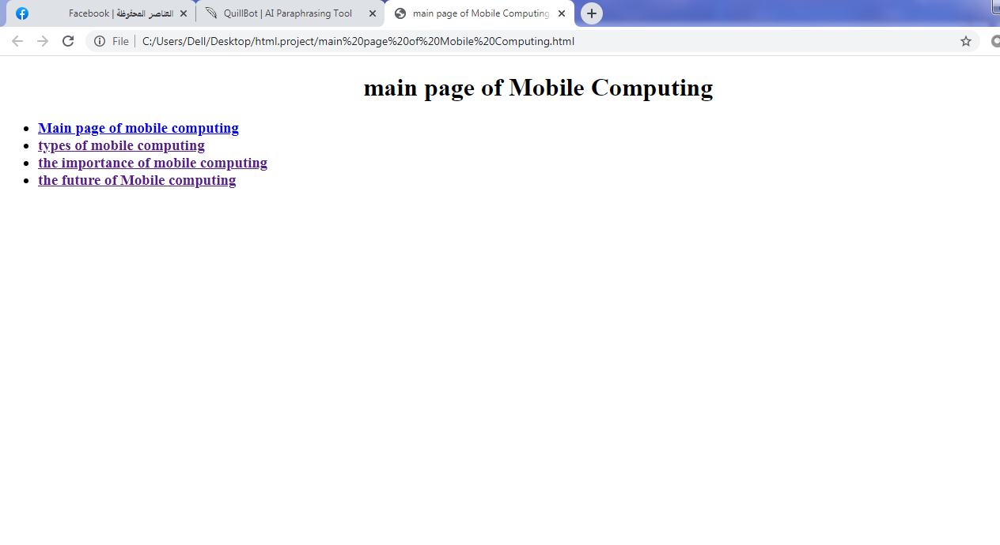 Facebook | العناصر المحفوظة
QuillBot | AI Paraphrasing Tool
main page of Mobile Computing
File
C:/Users/Dell/Desktop/html.project/main%20page%20of%20Mobile%20Computing.html
main page of Mobile Computing
Main page of mobile computing
types of mobile computing
the importance of mobile computing
the future of Mobile computing